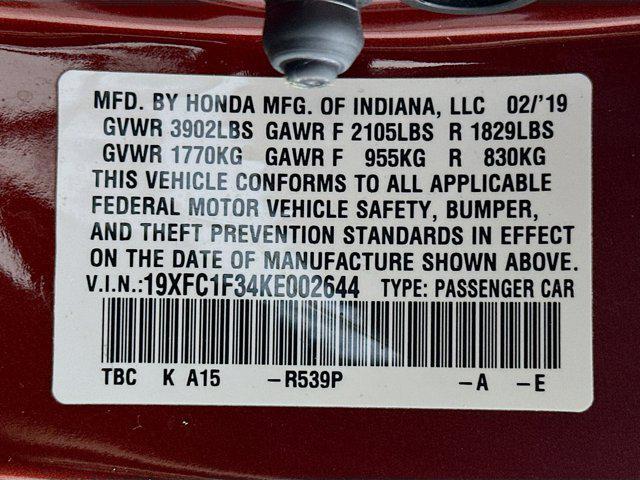 MFD. BY HONDA MFG. OF INDIANA, LLC 02/'19
GVWR 3902LBS GAWR F 2105LBS R 1829LBS
GVWR 1770KG GAWR F 955KG R 830KG
THIS VEHICLE CONFORMS TO ALL APPLICABLE
FEDERAL MOTOR VEHICLE SAFETY, BUMPER,
AND THEFT PREVENTION STANDARDS IN EFFECT
ON THE DATE OF MANUFACTURE SHOWN ABOVE.
V.I.N.:19XFC1F34KE002644 TYPE: PASSENGER CAR
TBC K A15 -R539P -A -E